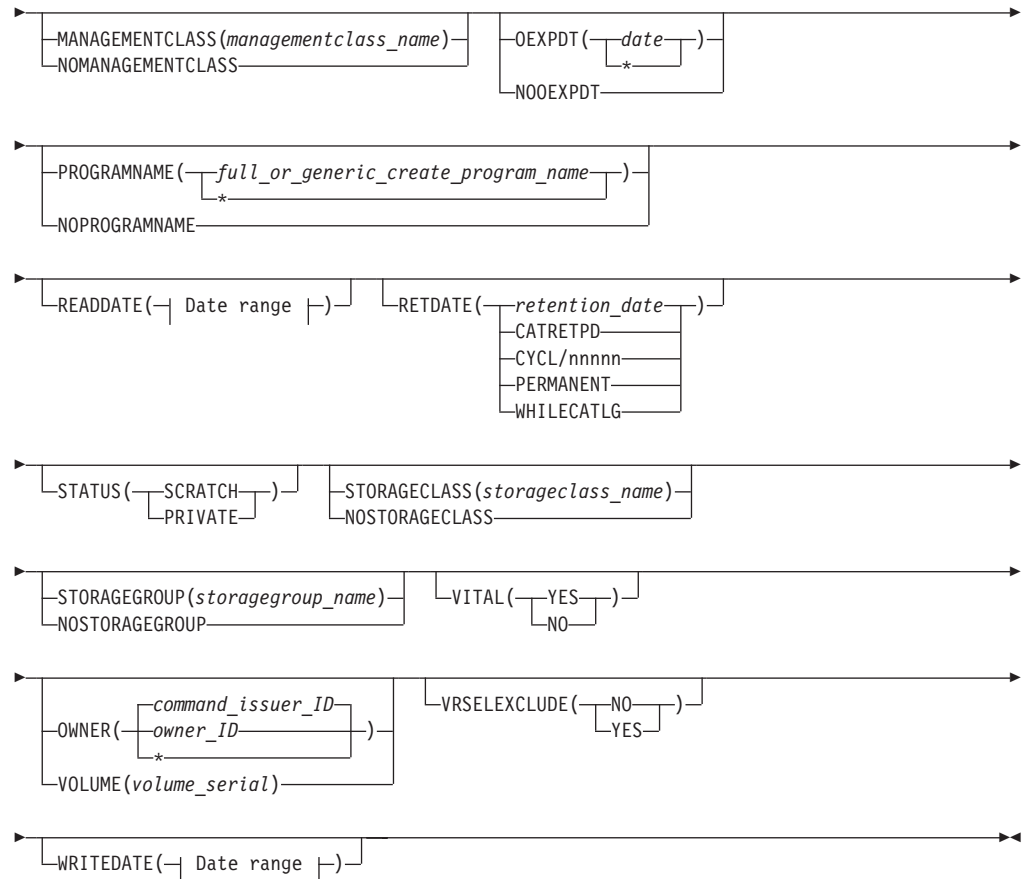 MANAGEMENTCLASS(managementclass_name) OEXPDT( date )
NOMANAGEMENTCLASS *
NOOEXPDT
PROGRAMNAME( full_or_generic_create_program_name )
*
NOPROGRAMNAME
READDATE( Date range ) RETDATE( retention_date )
CATRETPD
CYCL/nnnnn
PERMANENT
WHILECATLG
STATUS( SCRATCH ) STORAGECLASS(storageclass_name)
PRIVATE NOSTORAGECLASS
STORAGEGROUP(storagegroup_name) VITAL( YES )
NOSTORAGEGROUP NO
command_issuer_ID VRSELEXCLUDE( NO )
OWNER( owner_ID ) YES
*
VOLUME(volume_serial)
WRITEDATE( Date range )